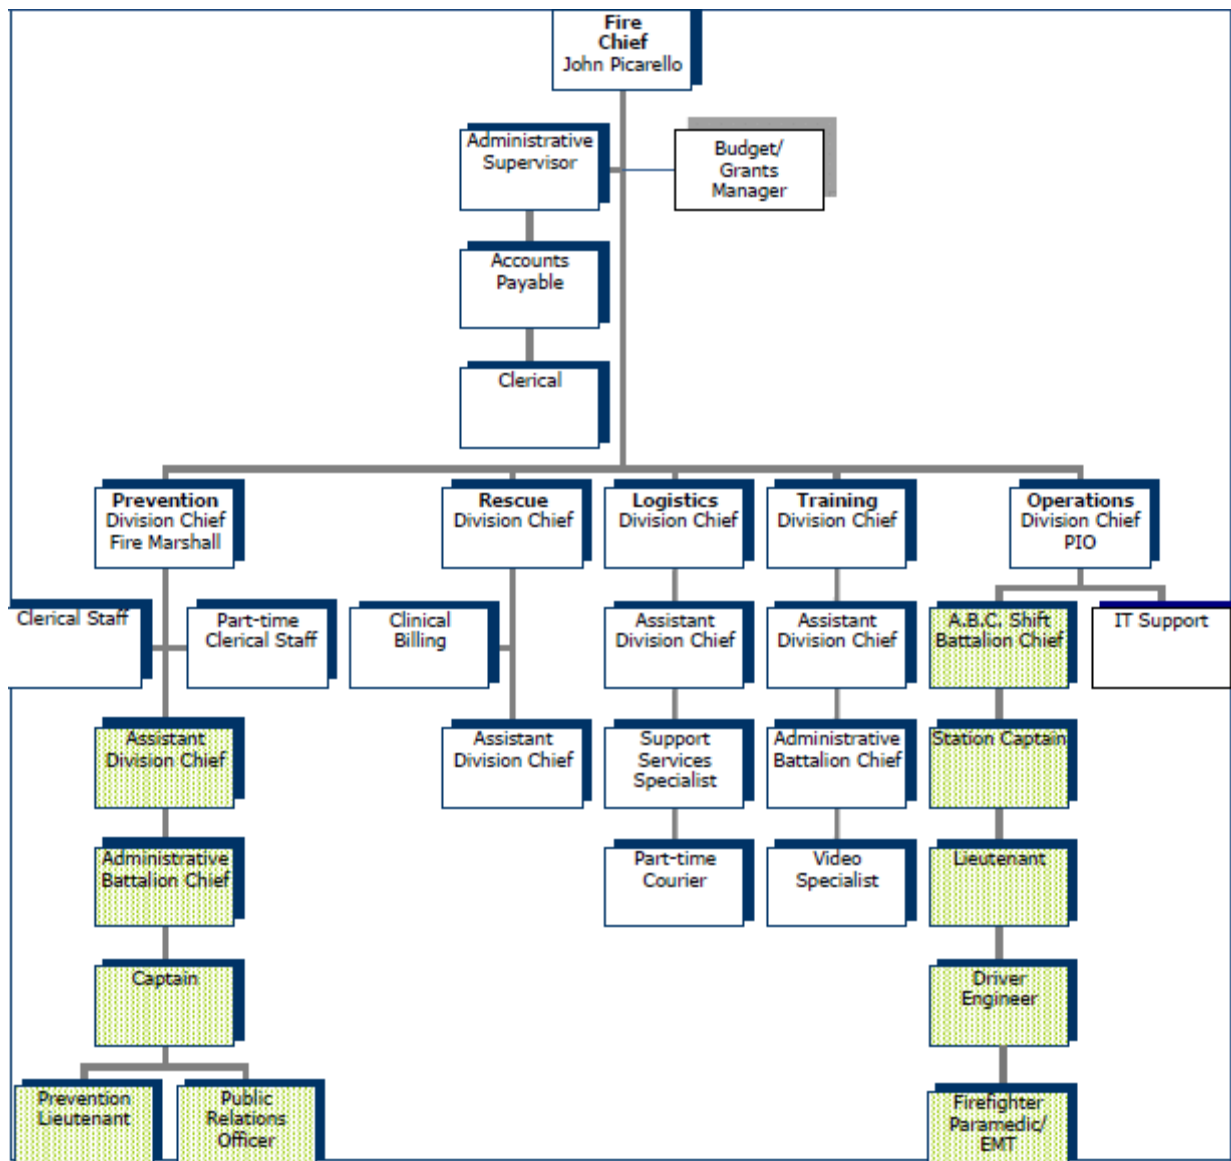 Fire
Chief
John Picarello
Administrative
Supervisor
Budget/
Grants
Manager
Accounts
Payable
Clerical
Prevention
Division Chief
Fire Marshall
Rescue
Division Chief
Logistics
Division Chief
Training
Division Chief
Operations
Division Chief
PIO
Clerical Staff
Part-time
Clerical Staff
Clinical
Billing
Assistant
Division Chief
Assistant
Division Chief
A.B.C. Shift
Battalion Chief
IT Support
Assistant
Division Chief
Assistant
Division Chief
Support
Services
Specialist
Administrative
Battalion Chief
Station Captain
Administrative
Battalion Chief
Part-time
Courier
Video
Specialist
Lieutenant
Captain
Driver
Engineer
Prevention
Lieutenant
Public
Relations
Officer
Firefighter
Paramedic/
EMT